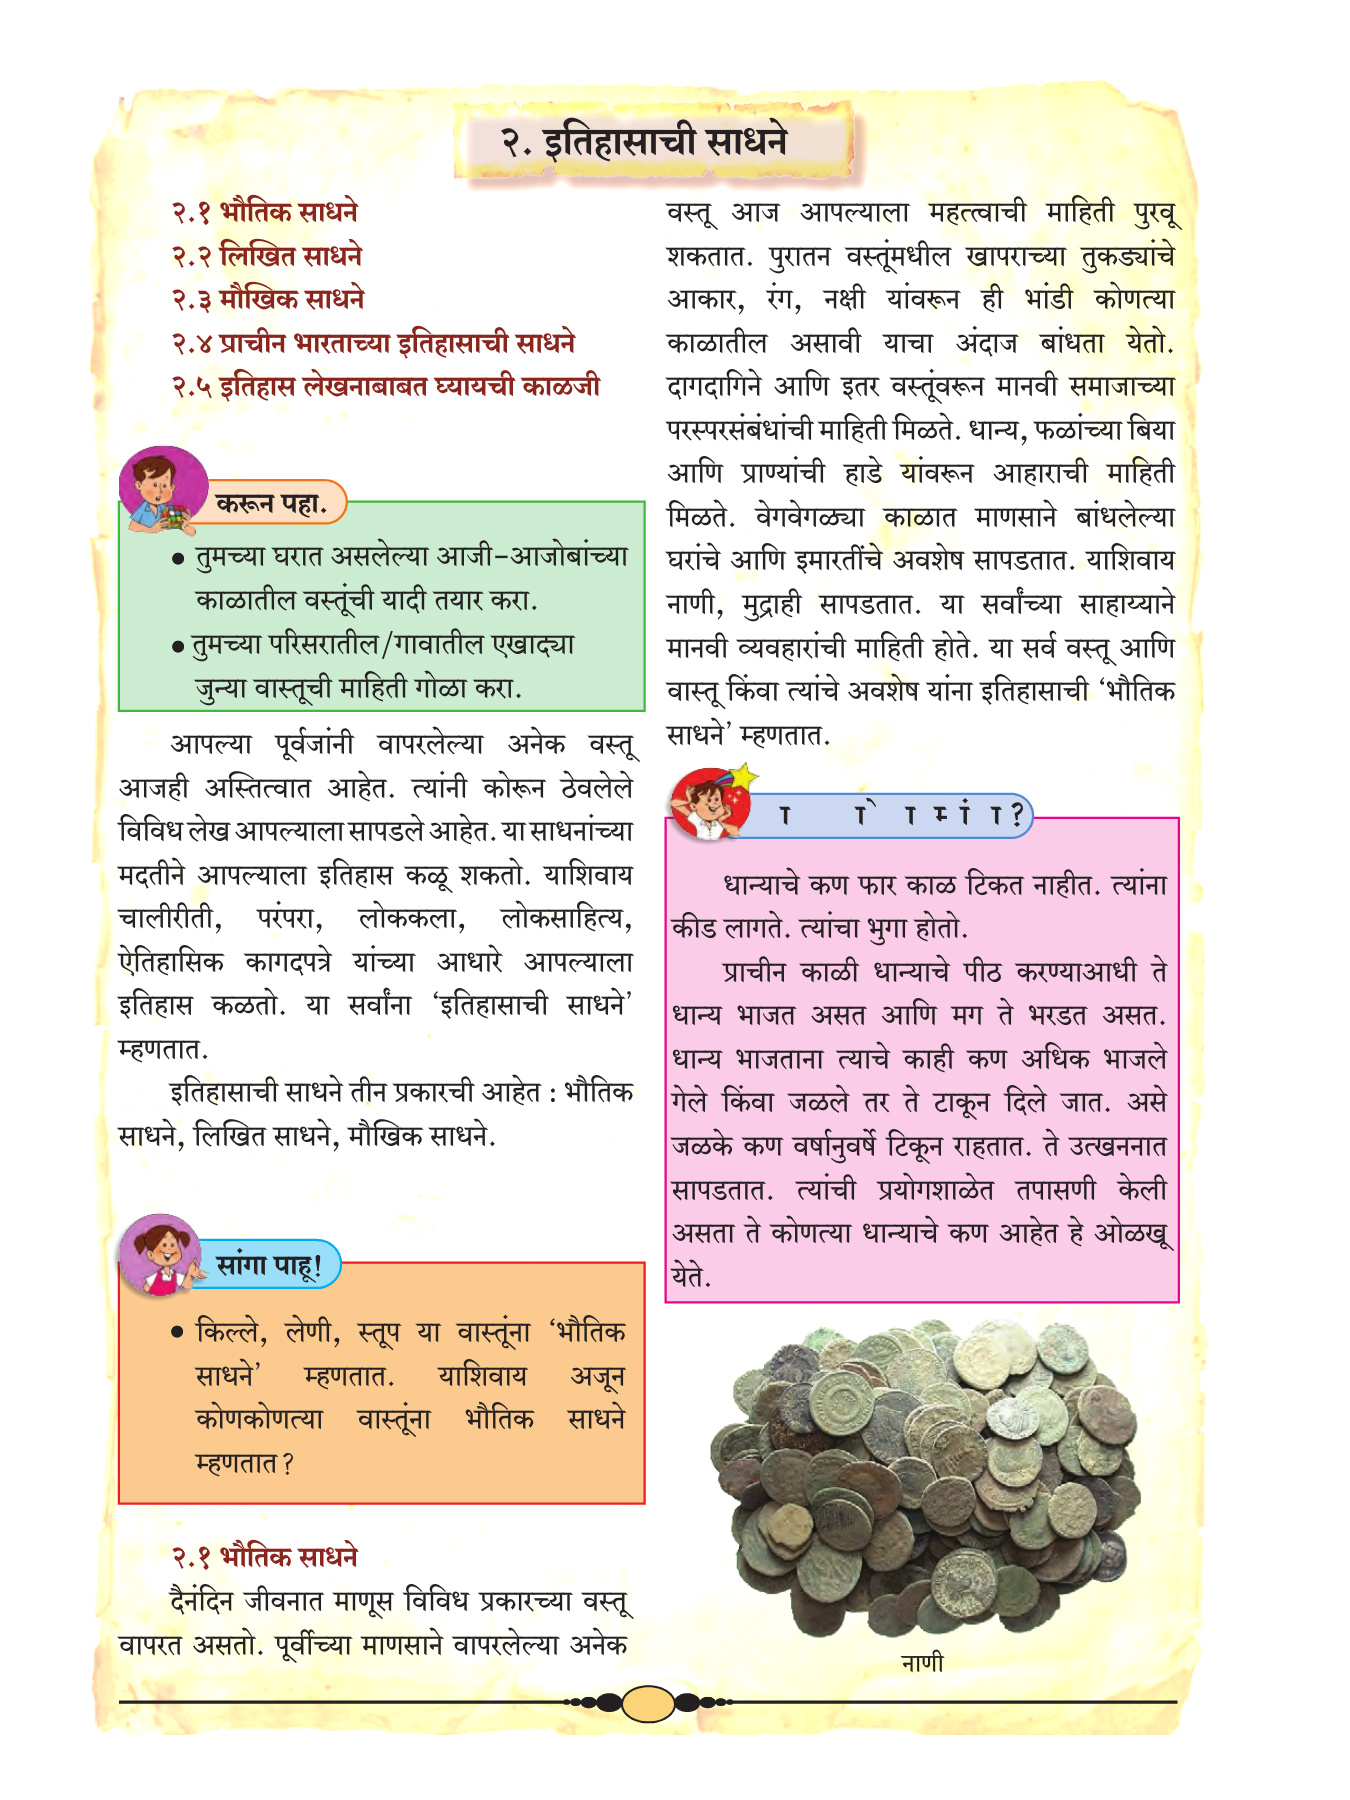 २. इतिहासाची साधने
२.१ भौतिक साधने
२.२ लिखित साधने
२.३ मौखिक साधने
२.४ प्राचीन भारताच्या इतिहासाची साधने
२.५ इतिहास लेखनाबाबत घ्यायची काळजी
करून पहा.
● तुमच्या घरात असलेल्या आजी-आजोबांच्या
काळातील वस्तूंची यादी तयार करा.
● तुमच्या परिसरातील/गावातील एखाद्या
जुन्या वास्तूची माहिती गोळा करा.
आपल्या पूर्वजांनी वापरलेल्या अनेक वस्तू
आजही अस्तित्वात आहेत. त्यांनी कोरून ठेवलेले
विविध लेख आपल्याला सापडले आहेत. या साधनांच्या
मदतीने आपल्याला इतिहास कळू शकतो. याशिवाय
चालीरीती, परंपरा, लोककला, लोकसाहित्य,
ऐतिहासिक कागदपत्रे यांच्या आधारे आपल्याला
इतिहास कळतो. या सर्वांना ‘इतिहासाची साधने’
म्हणतात.
इतिहासाची साधने तीन प्रकारची आहेत : भौतिक
साधने, लिखित साधने, मौखिक साधने.
सांगा पाहू!
● किल्ले, लेणी, स्तूप या वास्तूंना ‘भौतिक
साधने’ म्हणतात. याशिवाय अजून
कोणकोणत्या वास्तूंना भौतिक साधने
म्हणतात?
२.१ भौतिक साधने
दैनंदिन जीवनात माणूस विविध प्रकारच्या वस्तू
वापरत असतो. पूर्वीच्या माणसाने वापरलेल्या अनेक
वस्तू आज आपल्याला महत्त्वाची माहिती पुरवू
शकतात. पुरातन वस्तूंमधील खापराच्या तुकड्यांचे
आकार, रंग, नक्षी यांवरून ही भांडी कोणत्या
काळातील असावी याचा अंदाज बांधता येतो.
दागदागिने आणि इतर वस्तूंवरून मानवी समाजाच्या
परस्परसंबंधांची माहिती मिळते. धान्य, फळांच्या बिया
आणि प्राण्यांची हाडे यांवरून आहाराची माहिती
मिळते. वेगवेगळ्या काळात माणसाने बांधलेल्या
घरांचे आणि इमारतींचे अवशेष सापडतात. याशिवाय
नाणी, मुद्राही सापडतात. या सर्वांच्या साहाय्याने
मानवी व्यवहारांची माहिती होते. या सर्व वस्तू आणि
वास्तू किंवा त्यांचे अवशेष यांना इतिहासाची ‘भौतिक
साधने’ म्हणतात.
धान्याचे कण फार काळ टिकत नाहीत. त्यांना
कीड लागते. त्यांचा भुगा होतो.
प्राचीन काळी धान्याचे पीठ करण्याआधी ते
धान्य भाजत असत आणि मग ते भरडत असत.
धान्य भाजताना त्याचे काही कण अधिक भाजले
गेले किंवा जळले तर ते टाकून दिले जात. असे
जळके कण वर्षानुवर्षे टिकून राहतात. ते उत्खननात
सापडतात. त्यांची प्रयोगशाळेत तपासणी केली
असता ते कोणत्या धान्याचे कण आहेत हे ओळखू
येते.
नाणी